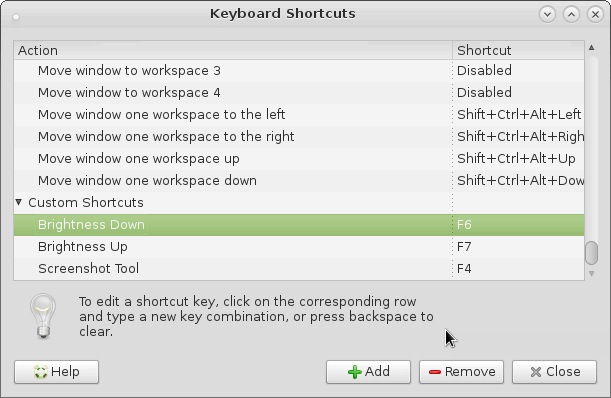 Keyboard Shortcuts
Action Shortcut
Move window to workspace 3 Disabled
Move window to workspace 4 Disabled
Move window one workspace to the left Shift+Ctrl+Alt+Left
Move window one workspace to the right Shift+Ctrl+Alt+Righ
Move window one workspace up Shift+Ctrl+Alt+Up
Move window one workspace down Shift+Ctrl+Alt+Dow
Custom Shortcuts
Brightness Down F6
Brightness Up F7
Screenshot Tool F4
To edit a shortcut key, click on the corresponding row
and type a new key combination, or press backspace to
clear.
Help Add Remove Close